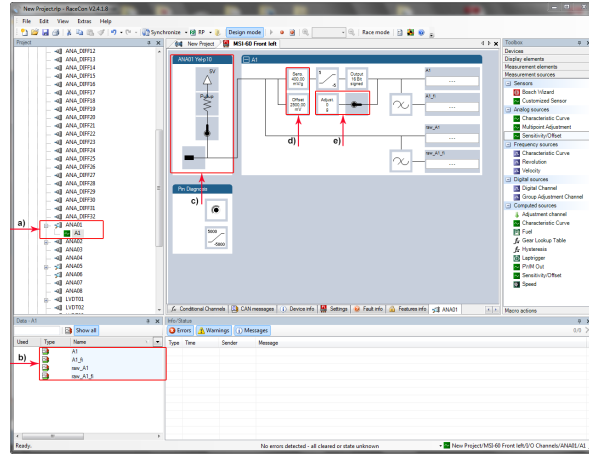 New Project.rlp - RaceCon V2.4.1.8
File Edit View Extras Help
Synchronize RP Design mode Race mode
Project
ANA_DIFF12
ANA_DIFF13
ANA_DIFF14
ANA_DIFF15
ANA_DIFF16
ANA_DIFF17
ANA_DIFF18
ANA_DIFF19
ANA_DIFF20
ANA_DIFF21
ANA_DIFF22
ANA_DIFF23
ANA_DIFF24
ANA_DIFF25
ANA_DIFF26
ANA_DIFF27
ANA_DIFF28
ANA_DIFF29
ANA_DIFF30
ANA_DIFF31
ANA_DIFF32
a)
ANA01
A1
ANA02
ANA03
ANA04
ANA05
ANA06
ANA07
ANA08
LVDT01
LVDT02
New Project MSI-60 Front left
5V
Pullup
c)
Pin Diagnosis
5000
-5000
A1
Sens
400,00
mV/g
Offset
2500,00
mV
5
-5
Output
16 Bit
signed
Adjust.
0
g
d)
e)
A1
...
A1_fi
...
raw_A1
...
raw_A1_fi
...
Conditional Channels CAN messages Device info Settings Fault info Features info ANA01
Toolbox
Devices
Display elements
Measurement elements
Measurement sources
Sensors
Bosch Wizard
Customized Sensor
Analog sources
Characteristic Curve
Multipoint Adjustment
Sensitivity/Offset
Frequency sources
Characteristic Curve
Revolution
Velocity
Digital sources
Digital Channel
Group Adjustment Channel
Computed sources
Adjustment channel
Characteristic Curve
Fuel
Gear Lookup Table
Hysteresis
Laptrigger
PWM Out
Sensitivity/Offset
Speed
Macro actions
Data - A1
Show all
Used Type Name
b)
A1
A1_fi
raw_A1
raw_A1_fi
Info/Status
Errors Warnings Messages
0/0
Type Time Sender Message
Ready.
No errors detected - all cleared or state unknown
New Project/MSI-60 Front left/I/O Channels/ANA01/A1